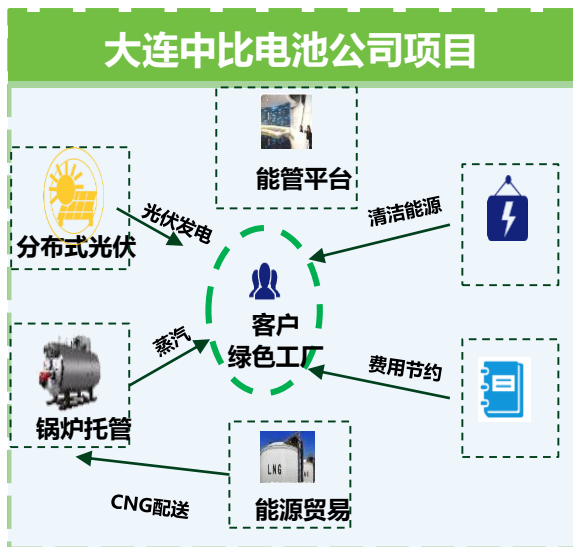 大连中比电池公司项目
能管平台
光伏发电
清洁能源
分布式光伏
客户
绿色工厂
蒸汽
费用节约
锅炉托管
LNG
CNG配送
能源贸易